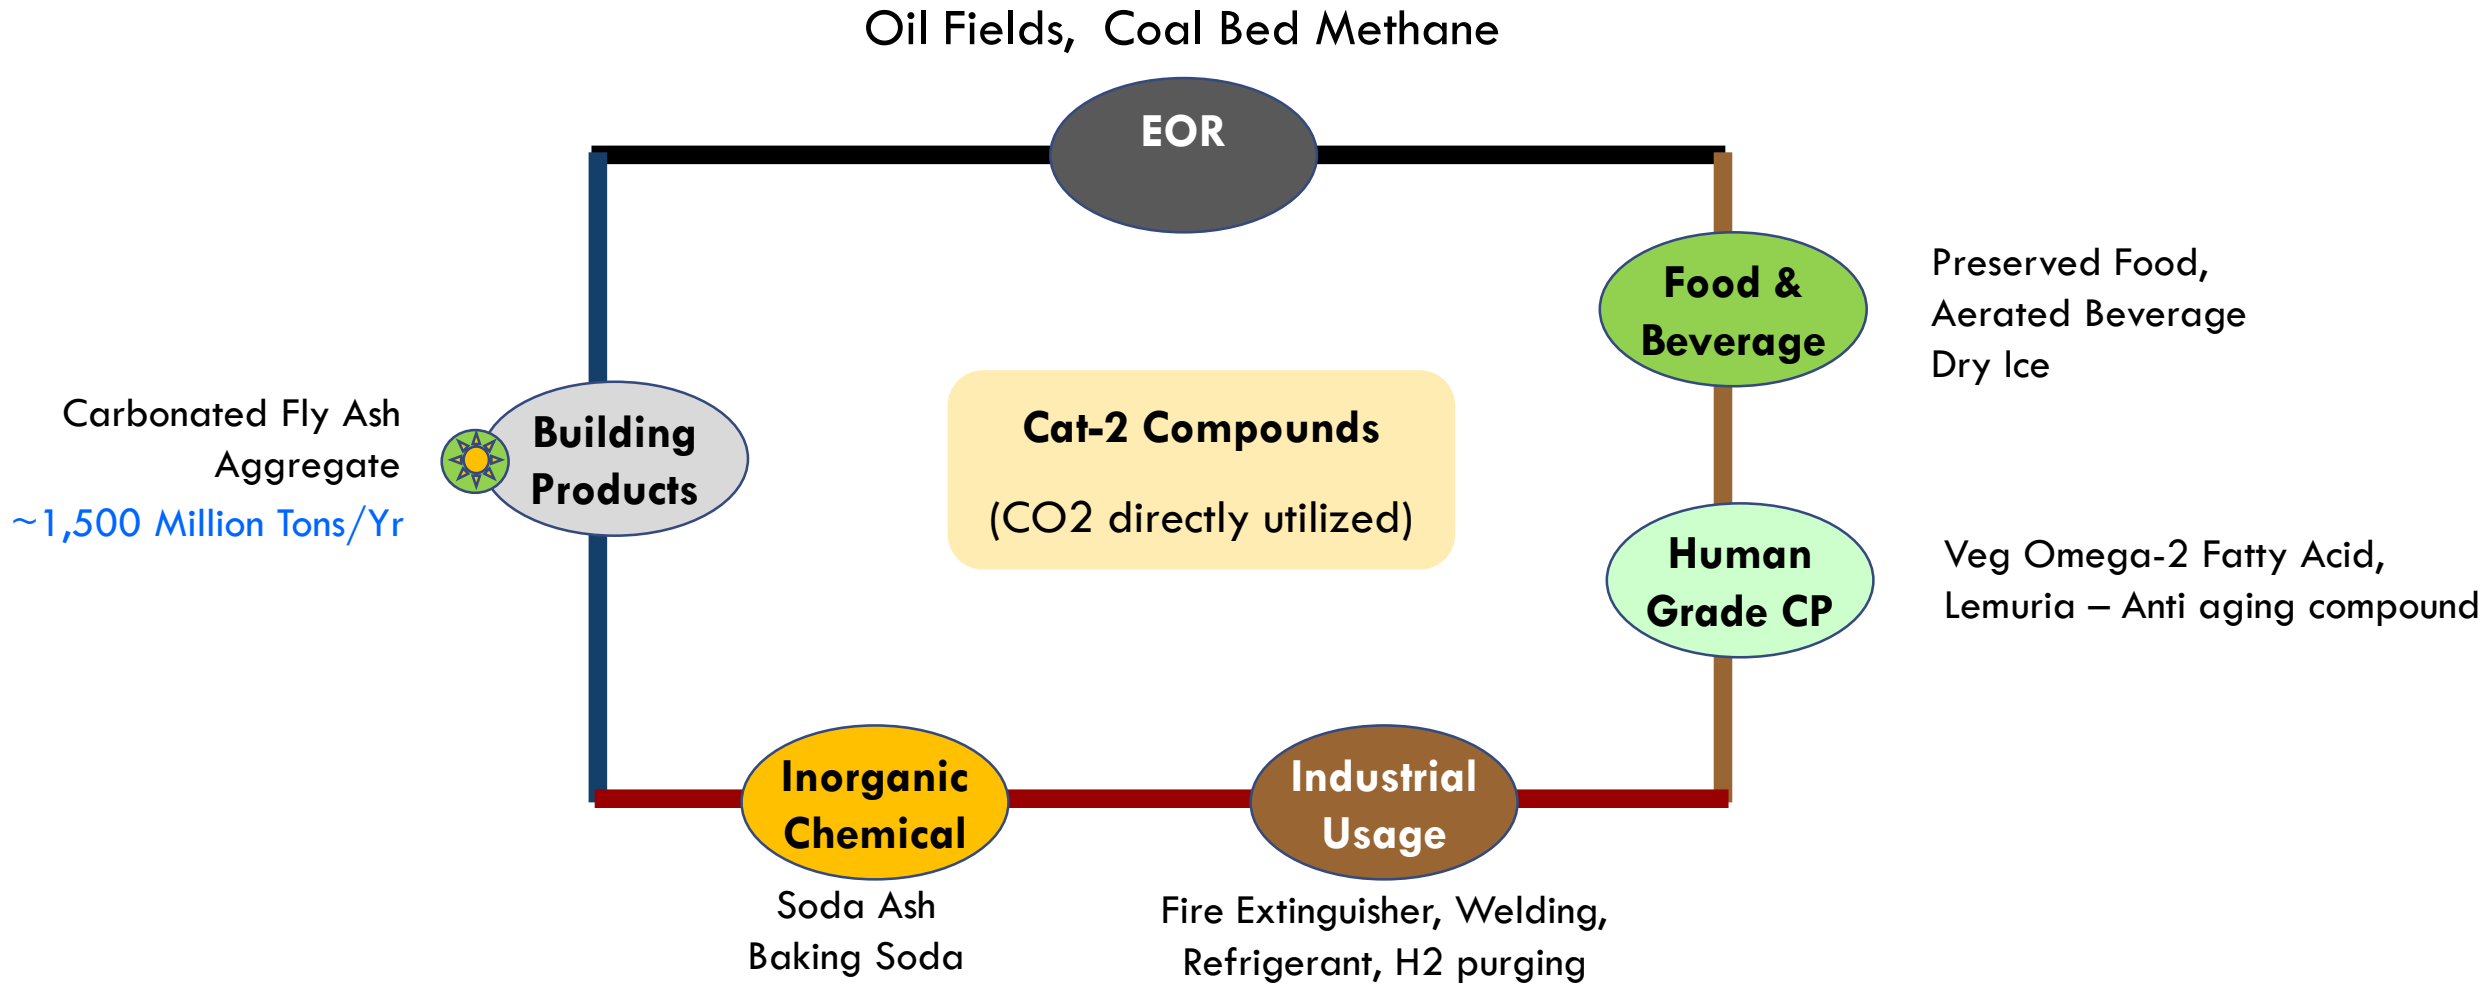 Oil Fields, Coal Bed Methane
EOR
Food &
Beverage
Preserved Food,
Aerated Beverage
Dry Ice
Carbonated Fly Ash
Aggregate
~1,500 Million Tons/Yr
Building
Products
Cat-2 Compounds
(CO2 directly utilized)
Human
Grade CP
Veg Omega-2 Fatty Acid,
Lemuria – Anti aging compound
Inorganic
Chemical
Soda Ash
Baking Soda
Industrial
Usage
Fire Extinguisher, Welding,
Refrigerant, H2 purging